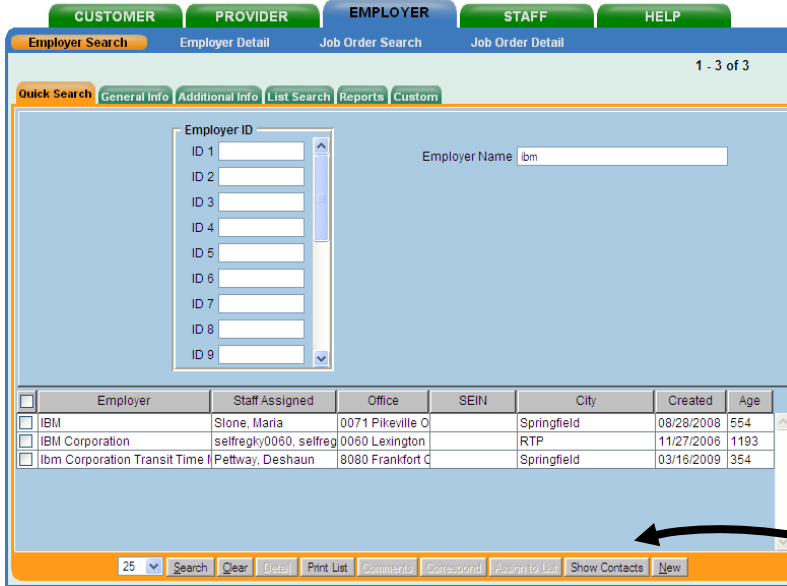 CUSTOMER PROVIDER EMPLOYER STAFF HELP
Employer Search Employer Detail Job Order Search Job Order Detail
1 - 3 of 3
Quick Search General Info Additional Info List Search Reports Custom
Employer ID
ID 1
Employer Name ibm
ID 2
ID 3
ID 4
ID 5
ID 6
ID 7
ID 8
ID 9
Employer Staff Assigned Office SEIN City Created Age
IBM Slone, Maria 0071 Pikeville O Springfield 08/28/2008 554
IBM Corporation selfregky0060, selfreg 0060 Lexington RTP 11/27/2006 1193
Ibm Corporation Transit Time M Pettway, Deshaun 8080 Frankfort O Springfield 03/16/2009 354
25 Search Clear Detail Print List Comments Correspond Assign to List Show Contacts New